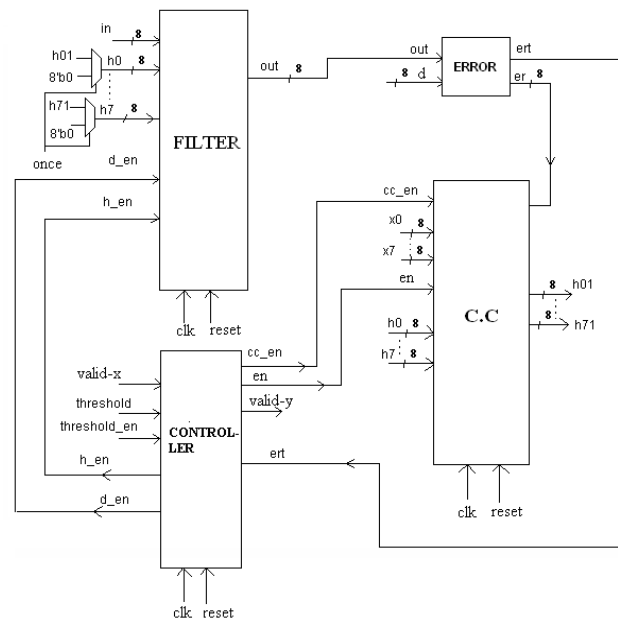 in
8
h01
h0
8
8'b0
h71
h7
8
8'b0
once
d_en
h_en
FILTER
out
8
clk
reset
out
8
d
ERROR
ert
er
8
cc_en
x0
8
x7
8
en
h0
8
h7
8
C.C
8
h01
8
h71
clk
reset
valid-x
threshold
threshold_en
h_en
d_en
CONTROL-
LER
cc_en
en
valid-y
ert
clk
reset